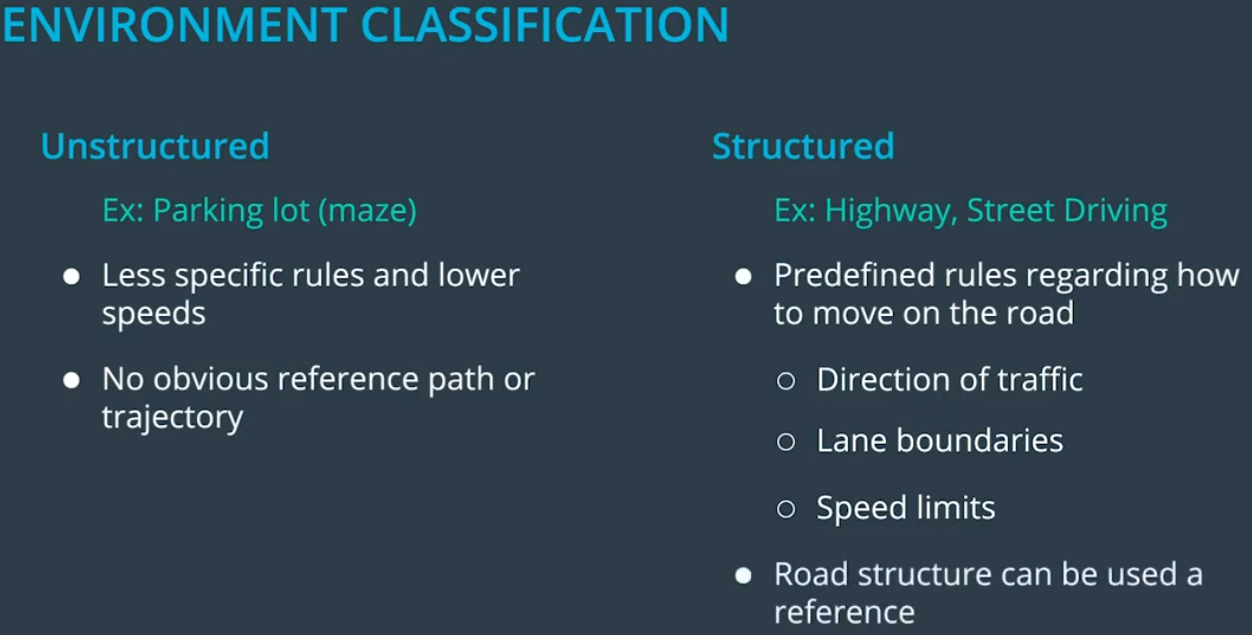 ENVIRONMENT CLASSIFICATION
Unstructured
Ex: Parking lot (maze)
● Less specific rules and lower
speeds
● No obvious reference path or
trajectory
Structured
Ex: Highway, Street Driving
● Predefined rules regarding how
to move on the road
○ Direction of traffic
○ Lane boundaries
○ Speed limits
● Road structure can be used a
reference